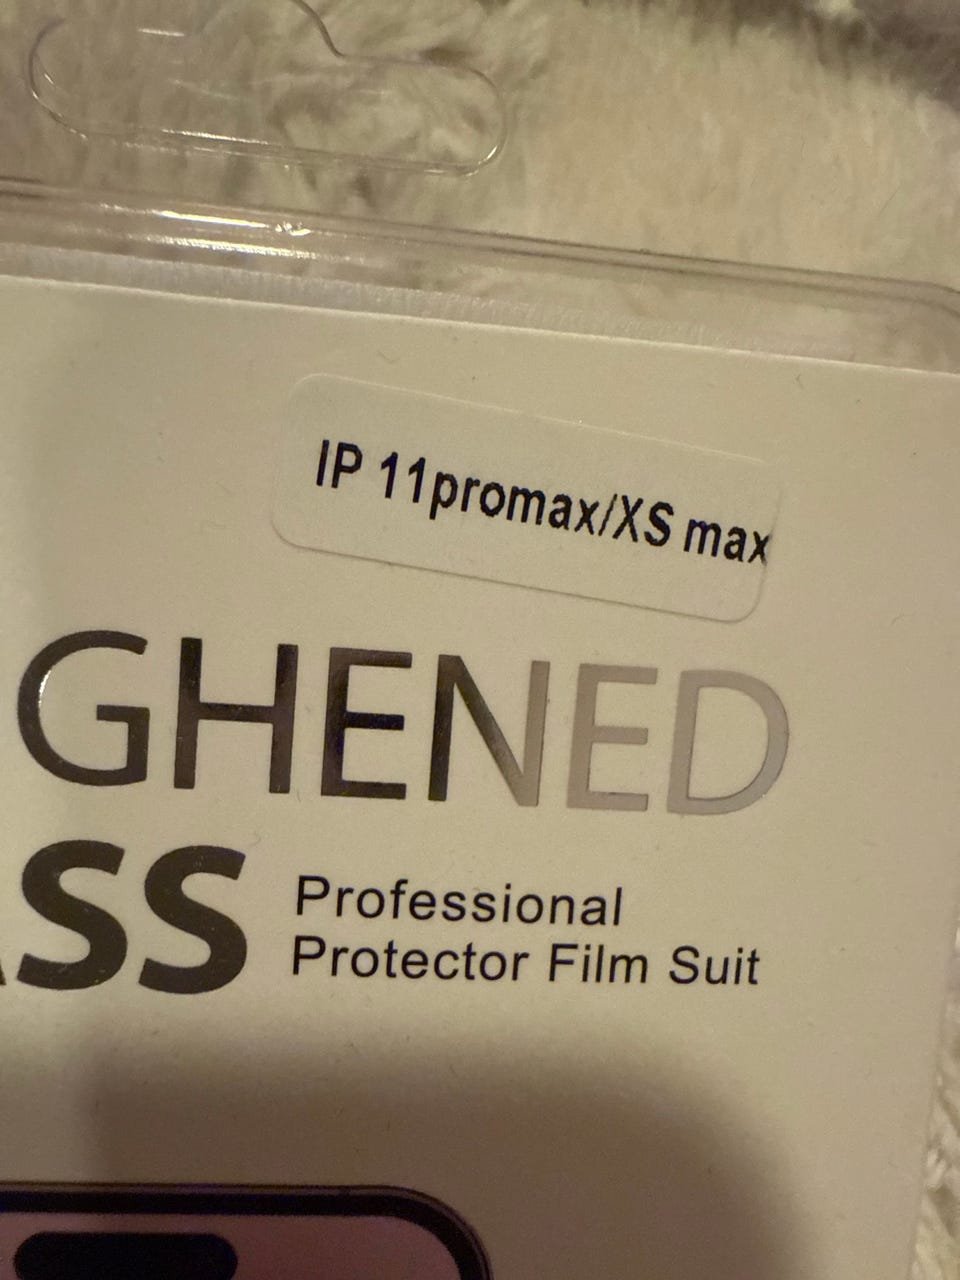 IP 11promax/XS max
GHENED
ASS
Professional
Protector Film Suit